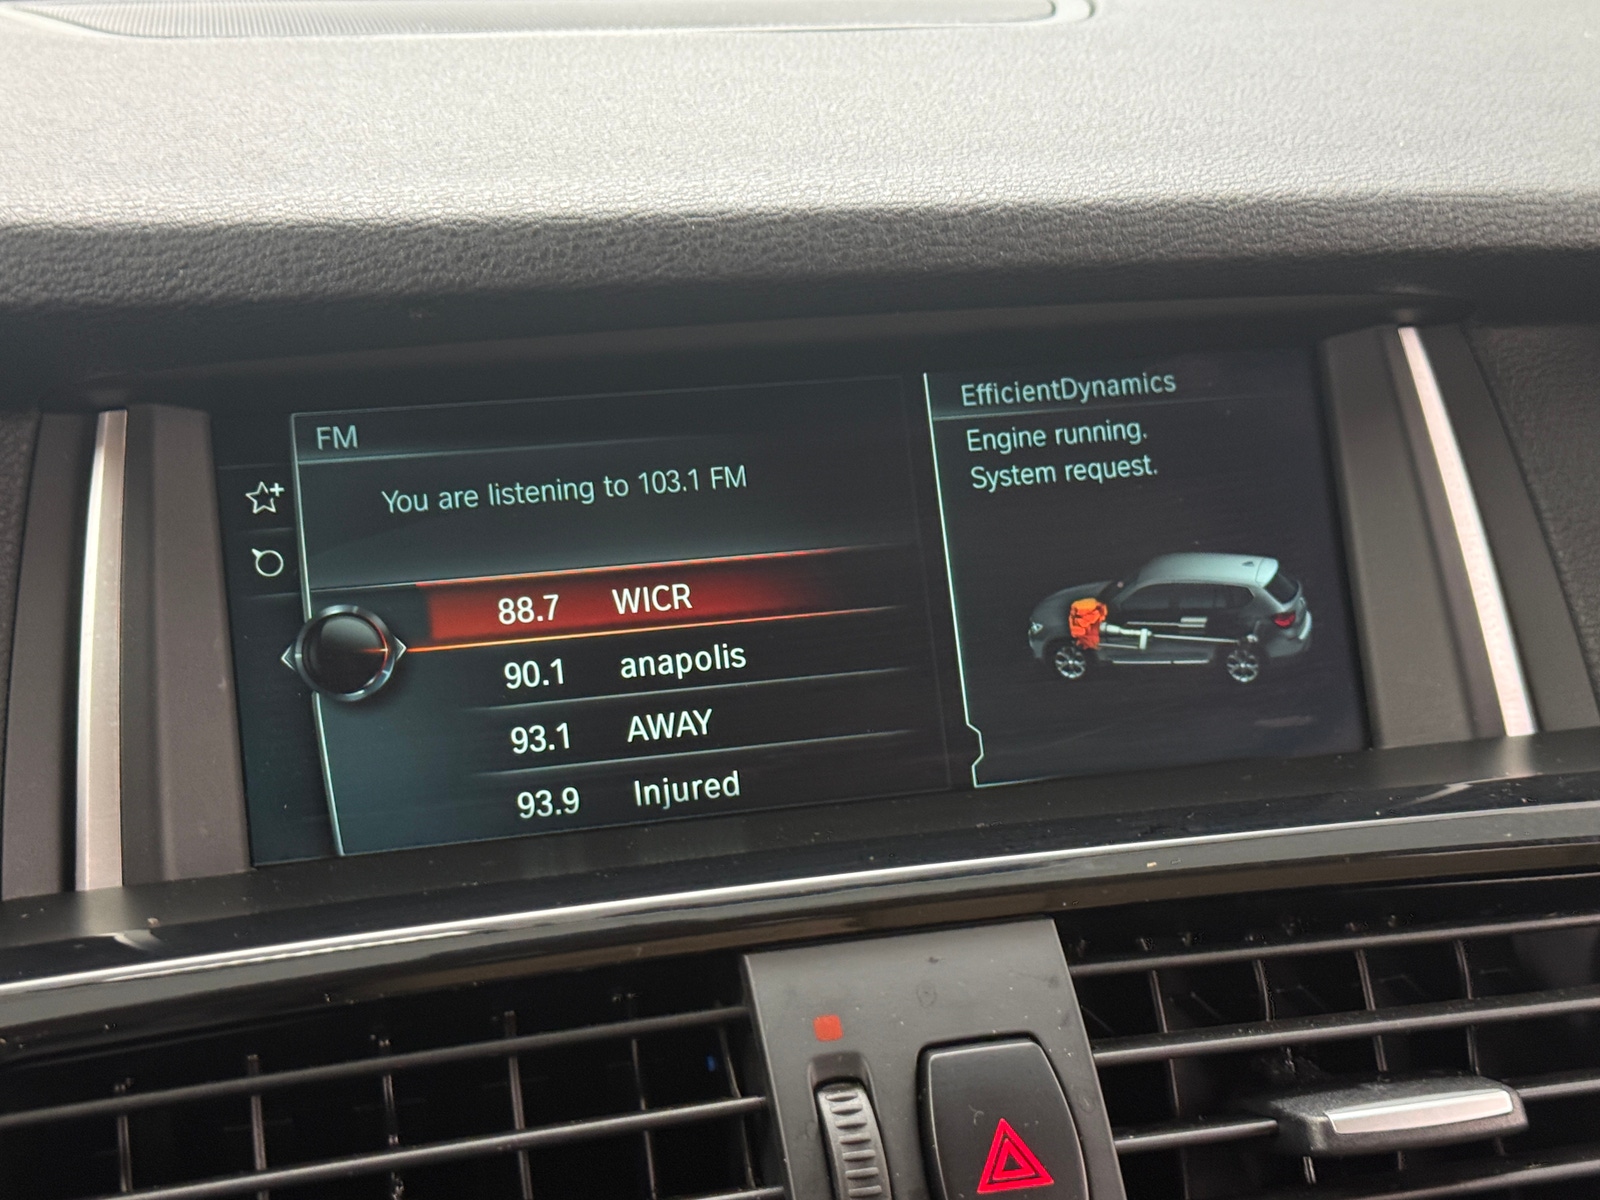 FM
You are listening to 103.1 FM
88.7 WICR
90.1 anapolis
93.1 AWAY
93.9 Injured
EfficientDynamics
Engine running.
System request.